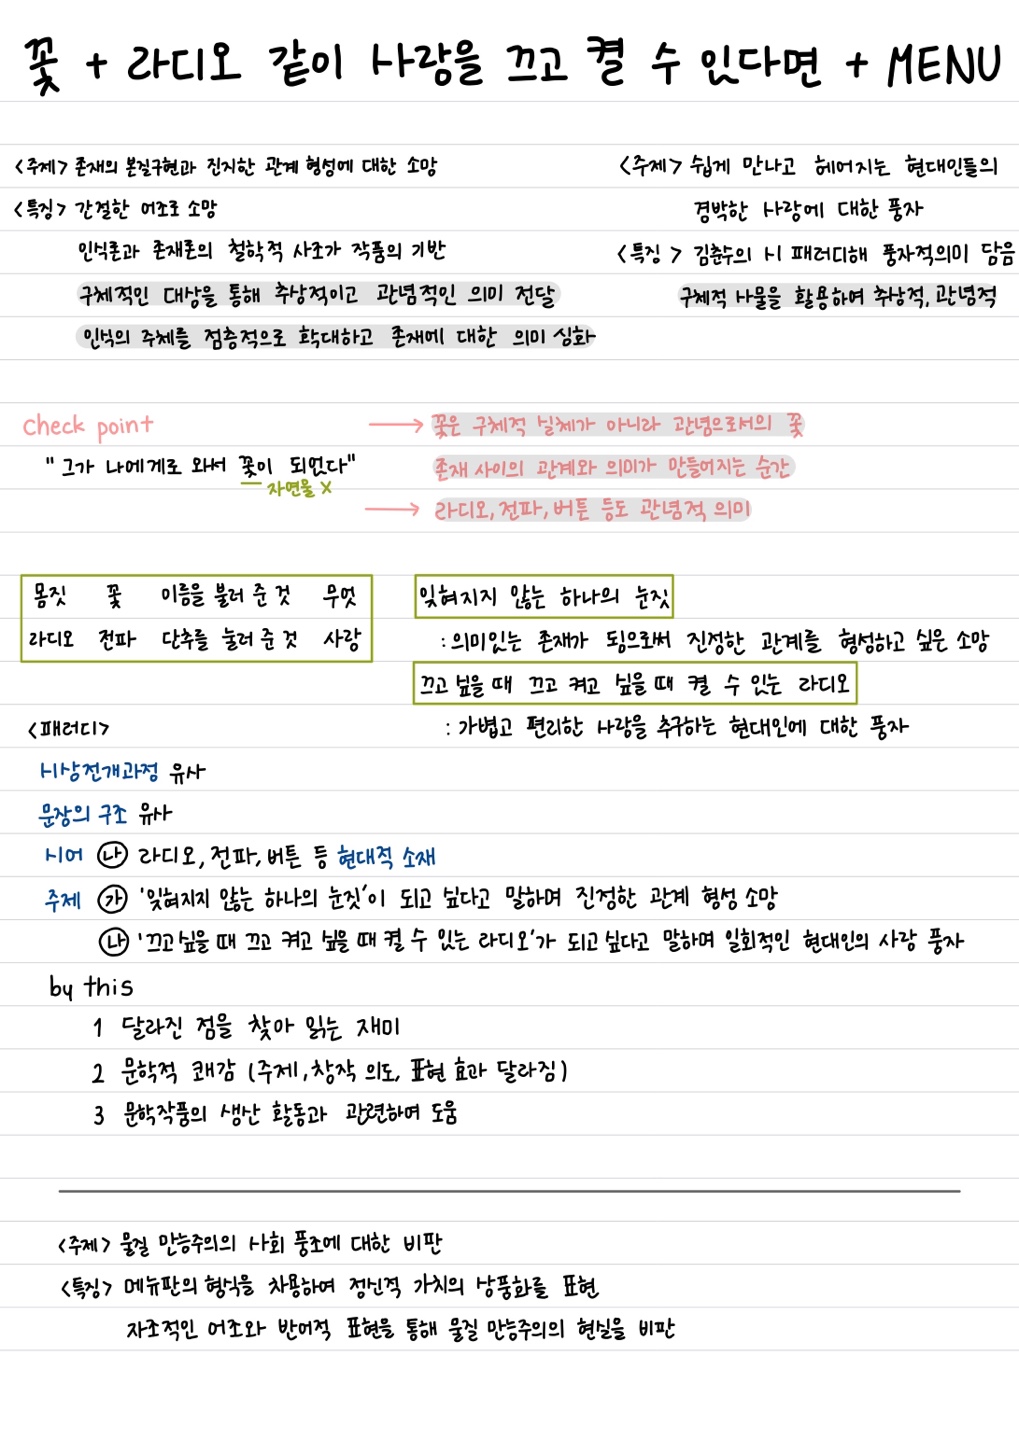 꽃 + 라디오 같이 사랑을 끄고 켤 수 있다면 + MENU
<주제> 존재의 본질구현과 진지한 관계 형성에 대한 소망
<특징> 간절한 어조로 소망
인식론과 존재론의 철학적 사조가 작품의 기반
구체적인 대상을 통해 추상적이고 관념적인 의미 전달
인식의 주체를 점층적으로 확대하고 존재에 대한 의미 심화
<주제> 쉽게 만나고 헤어지는 현대인들의
경박한 사랑에 대한 풍자
<특징> 김춘수의 시 패러디해 풍자적의미 담음
구체적 사물을 활용하여 추상적, 관념적
Check point
"그가 나에게로 와서 꽃이 되었다"
자연물 X
→ 꽃은 구체적 실체가 아니라 관념으로서의 꽃
존재 사이의 관계와 의미가 만들어지는 순간
→ 라디오, 전파, 버튼 등도 관념적 의미
몸짓 꽃 이름을 불러 준 것 무엇
라디오 전파 단추를 눌러 준 것 사랑
잊혀지지 않는 하나의 눈짓
: 의미있는 존재가 됨으로써 진정한 관계를 형성하고 싶은 소망
끄고 싶을 때 끄고 켜고 싶을 때 켤 수 있는 라디오
: 가볍고 편리한 사랑을 추구하는 현대인에 대한 풍자
<패러디>
시상전개과정 유사
문장의 구조 유사
시어 ㉯ 라디오, 전파, 버튼 등 현대적 소재
주제 ㉮ '잊혀지지 않는 하나의 눈짓'이 되고 싶다고 말하며 진정한 관계 형성 소망
㉯ '끄고 싶을 때 끄고 켜고 싶을 때 켤 수 있는 라디오'가 되고 싶다고 말하며 일회적인 현대인의 사랑 풍자
by this
1 달라진 점을 찾아 읽는 재미
2 문학적 쾌감 (주제, 창작 의도, 표현 효과 달라짐)
3 문학작품의 생산 활동과 관련하여 도움
<주제> 물질 만능주의의 사회 풍조에 대한 비판
<특징> 메뉴판의 형식을 차용하여 정신적 가치의 상품화를 표현
자조적인 어조와 반어적 표현을 통해 물질 만능주의의 현실을 비판